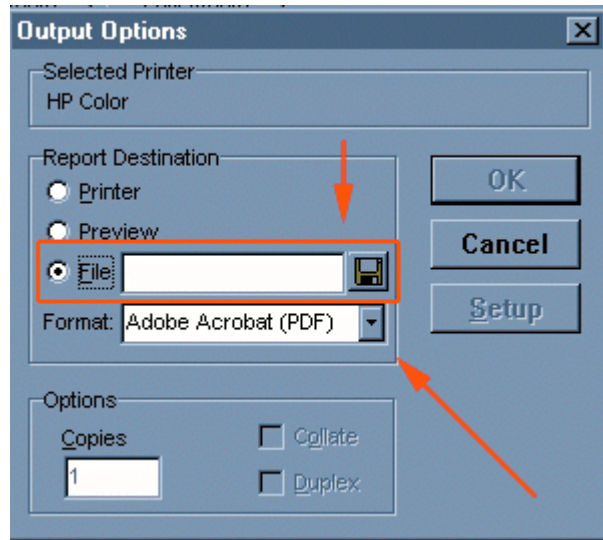 Output Options
Selected Printer
HP Color
Report Destination
Printer
Preview
File
Format: Adobe Acrobat (PDF)
OK
Cancel
Setup
Options
Copies
1
Collate
Duplex